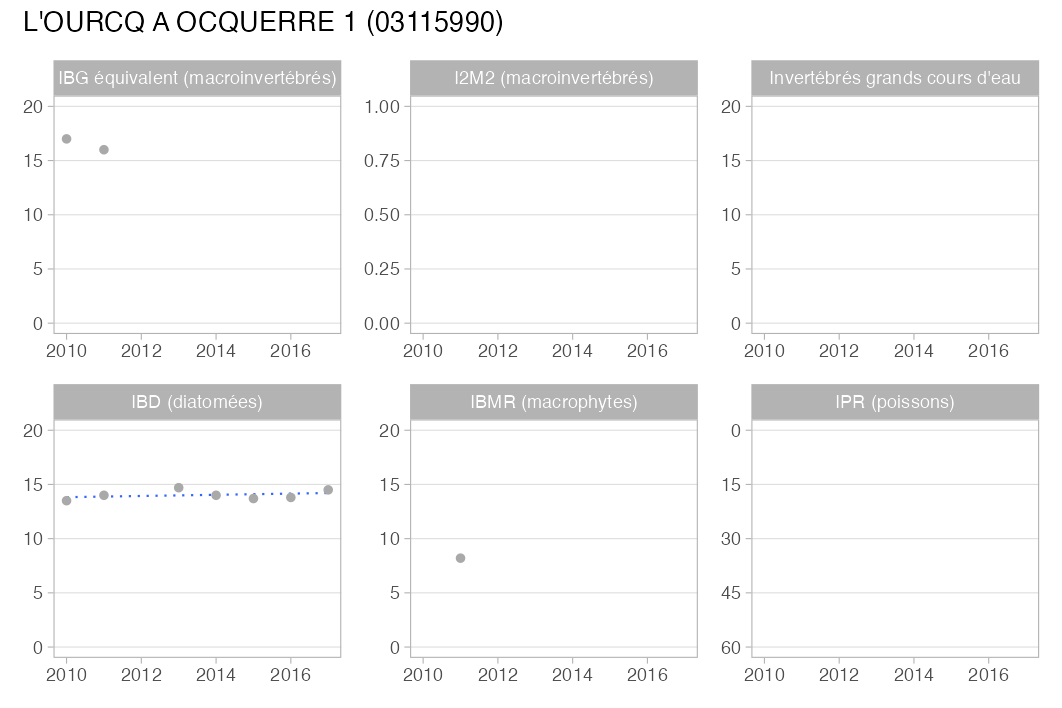 L'OURCQ A OCQUERRE 1 (03115990)
IBG équivalent (macroinvertébrés)
20
15
10
5
0
2010 2012 2014 2016
I2M2 (macroinvertébrés)
1.00
0.75
0.50
0.25
0.00
2010 2012 2014 2016
Invertébrés grands cours d'eau
20
15
10
5
0
2010 2012 2014 2016
IBD (diatomées)
20
15
10
5
0
2010 2012 2014 2016
IBMR (macrophytes)
20
15
10
5
0
2010 2012 2014 2016
IPR (poissons)
0
15
30
45
60
2010 2012 2014 2016